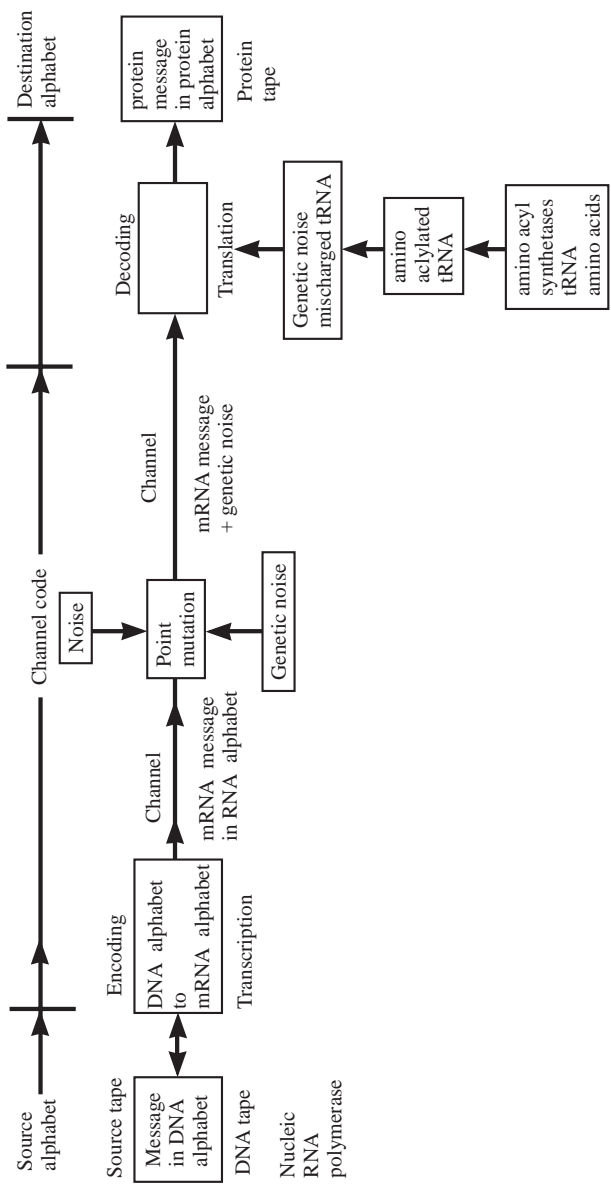 Source
alphabet
Channel code
Destination
alphabet
Source tape
Message
in DNA
alphabet
DNA tape
Nucleic
RNA
polymerase
Encoding
DNA alphabet
to
mRNA alphabet
Transcription
Channel
mRNA message
in RNA alphabet
Noise
Point
mutation
Genetic noise
Channel
mRNA message
+ genetic noise
Decoding
Translation
Genetic noise
mischarged tRNA
amino
aclylated
tRNA
amino acyl
synthetases
tRNA
amino acids
protein
message
in protein
alphabet
Protein
tape